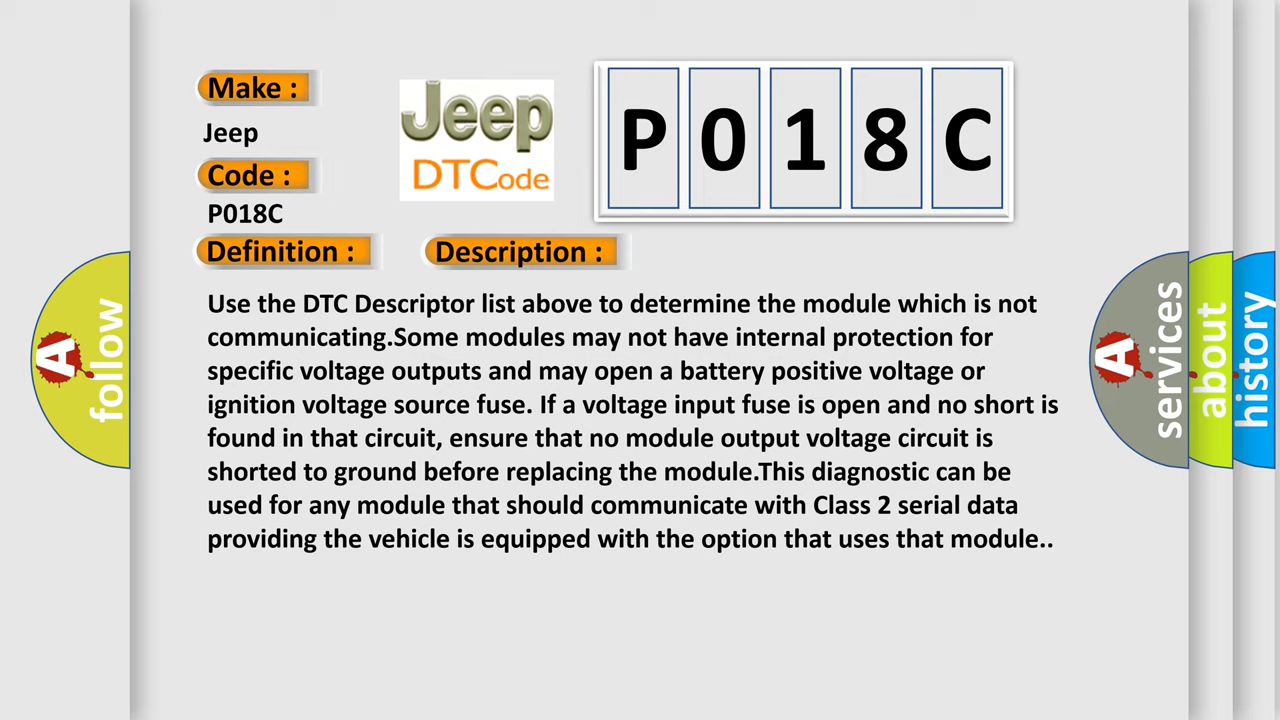 Make :
Jeep
Code :
P018C
Definition :
Description :
Jeep
DTCode
P018C
Use the DTC Descriptor list above to determine the module which is not
communicatingSome modules may not have internal protection for
specific voltage outputs and may open a battery positive voltage or
ignition voltage source fuse. If a voltage input fuse is open and no short is
found in that circuit, ensure that no module output voltage circuit is
shorted to ground before replacing the module.This diagnostic can be
used for any module that should communicate with Class 2 serial data
providing the vehicle is equipped with the option that uses that module..
A
follow
A
services
about
history